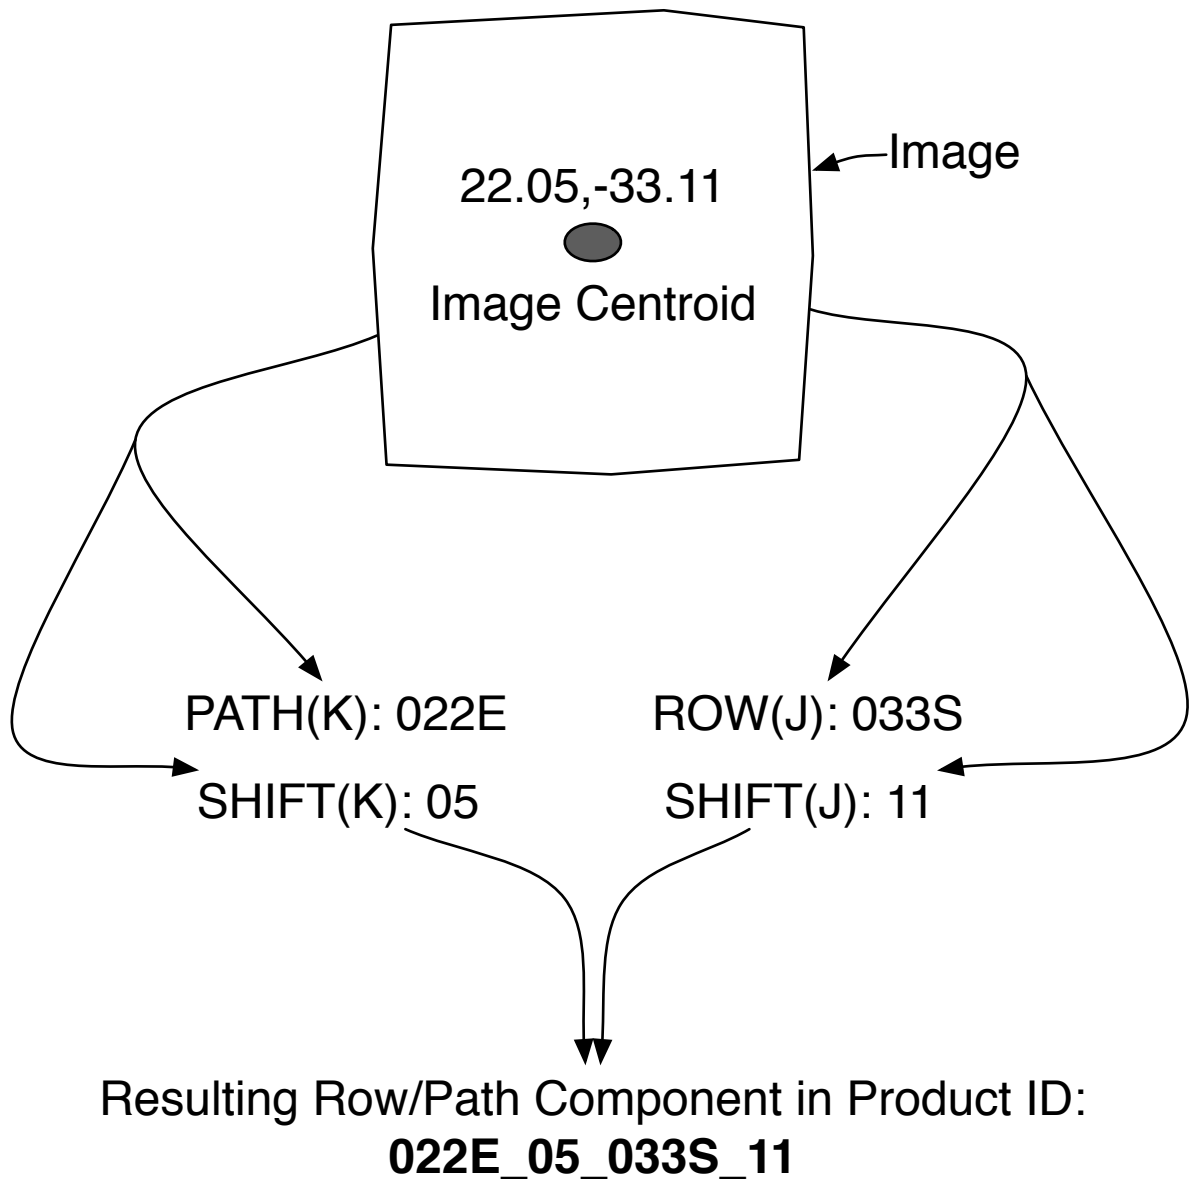 Image
22.05,-33.11
Image Centroid
PATH(K): 022E
ROW(J): 033S
SHIFT(K): 05
SHIFT(J): 11
Resulting Row/Path Component in Product ID:
022E_05_033S_11